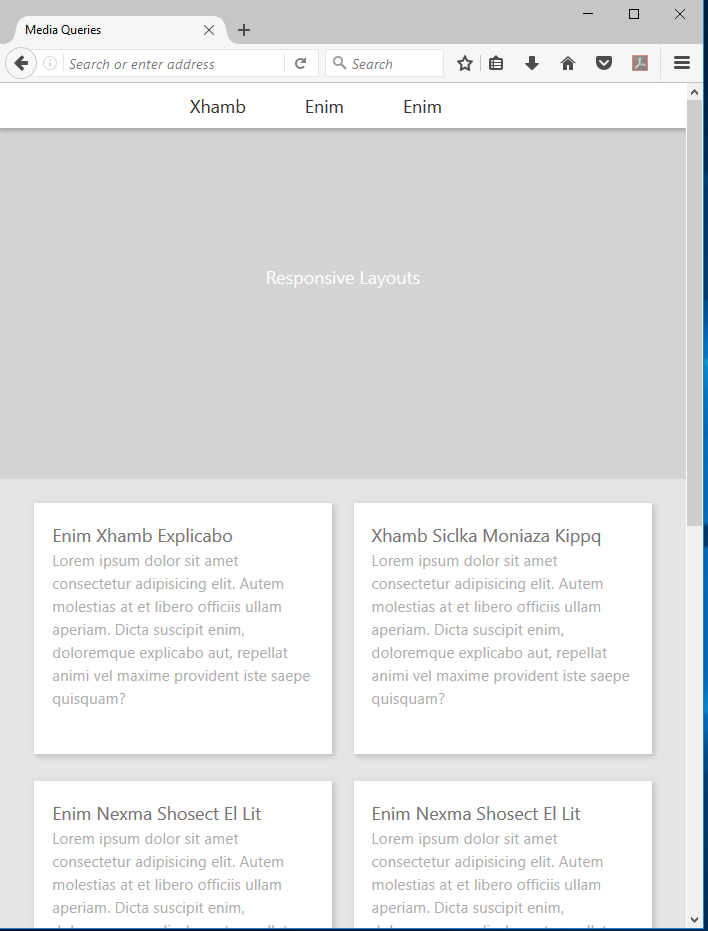 Media Queries
Search or enter address
Search
Xhamb Enim Enim
Responsive Layouts
Enim Xhamb Explicabo
Lorem ipsum dolor sit amet
consectetur adipisicing elit. Autem
molestias at et libero officiis ullam
aperiam. Dicta suscipit enim,
doloremque explicabo aut, repellat
animi vel maxime provident iste saepe
quisquam?
Xhamb Siclka Moniaza Kippq
Lorem ipsum dolor sit amet
consectetur adipisicing elit. Autem
molestias at et libero officiis ullam
aperiam. Dicta suscipit enim,
doloremque explicabo aut, repellat
animi vel maxime provident iste saepe
quisquam?
Enim Nexma Shosect El Lit
Lorem ipsum dolor sit amet
consectetur adipisicing elit. Autem
molestias at et libero officiis ullam
aperiam. Dicta suscipit enim,
Enim Nexma Shosect El Lit
Lorem ipsum dolor sit amet
consectetur adipisicing elit. Autem
molestias at et libero officiis ullam
aperiam. Dicta suscipit enim,